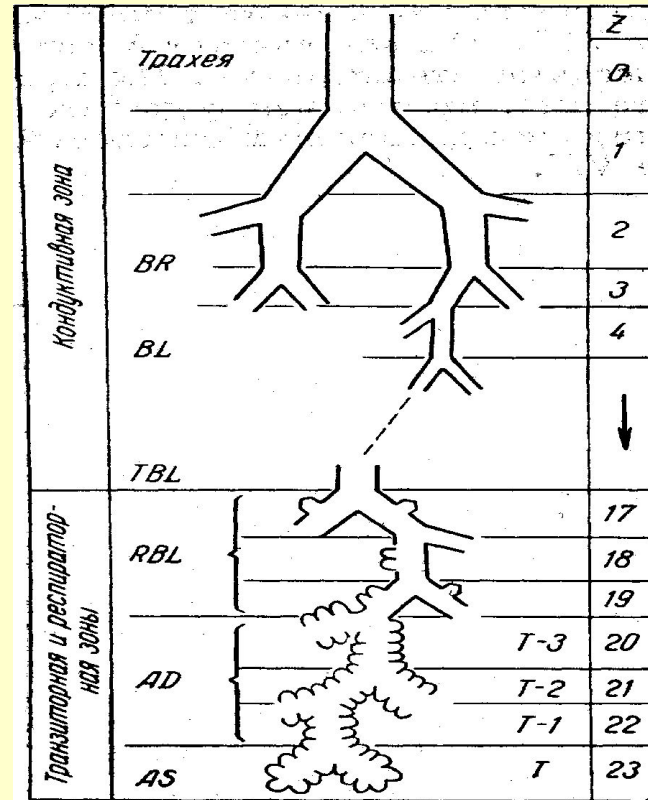 Z
Трахея
0
1
Кондуктивная зона
2
BR
3
4
BL
TBL
17
RBL
18
19
Транзиторная и респиратор-
ная зоны
T-3 20
AD
T-2 21
T-1 22
AS
T 23